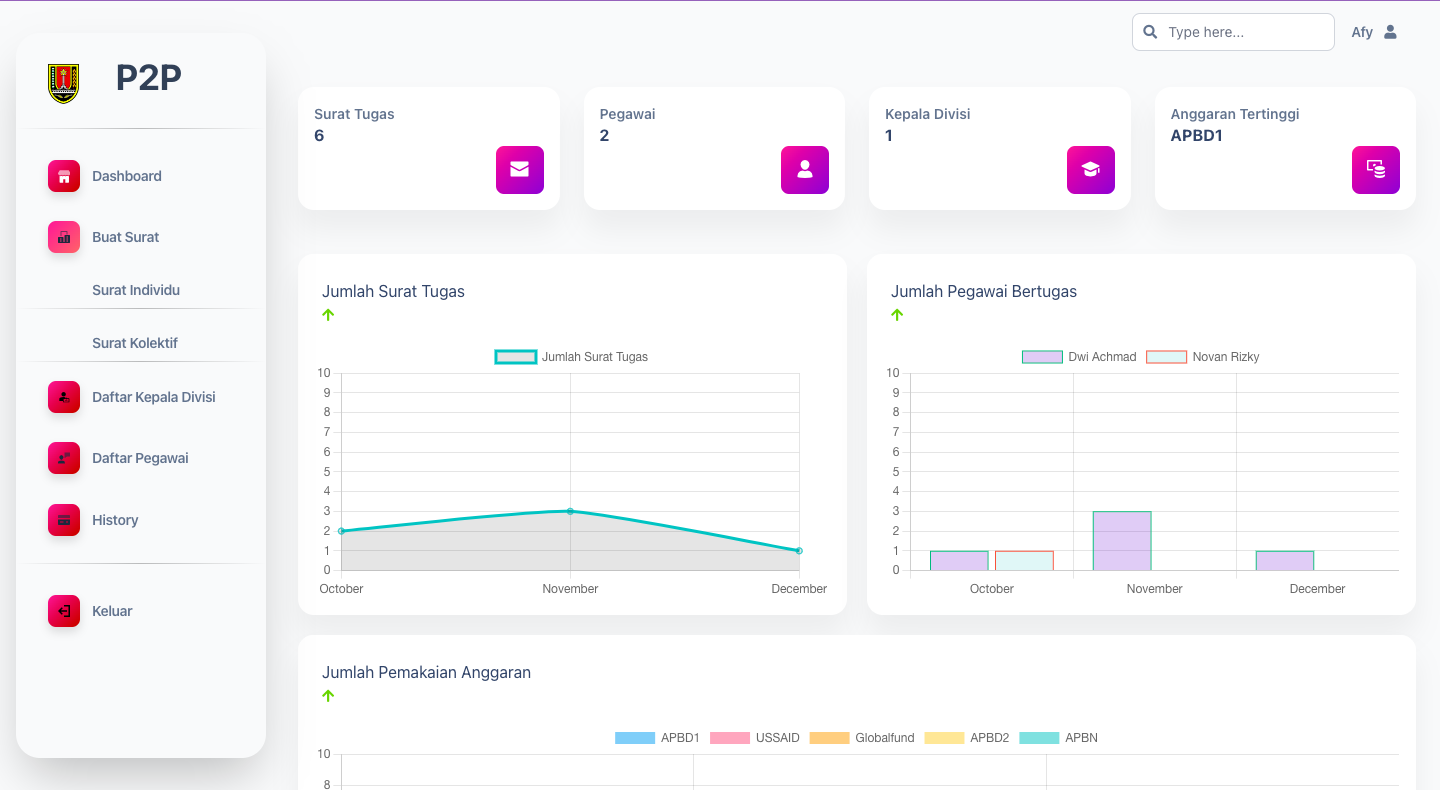 P2P
Dashboard
Buat Surat
Surat Individu
Surat Kolektif
Daftar Kepala Divisi
Daftar Pegawai
History
Keluar
Type here...
Afy
Surat Tugas
6
Pegawai
2
Kepala Divisi
1
Anggaran Tertinggi
APBD1
Jumlah Surat Tugas
Jumlah Surat Tugas
10
9
8
7
6
5
4
3
2
1
0
October November December
Jumlah Pegawai Bertugas
Dwi Achmad Novan Rizky
10
9
8
7
6
5
4
3
2
1
0
October November December
Jumlah Pemakaian Anggaran
APBD1 USSAID Globalfund APBD2 APBN
10
8